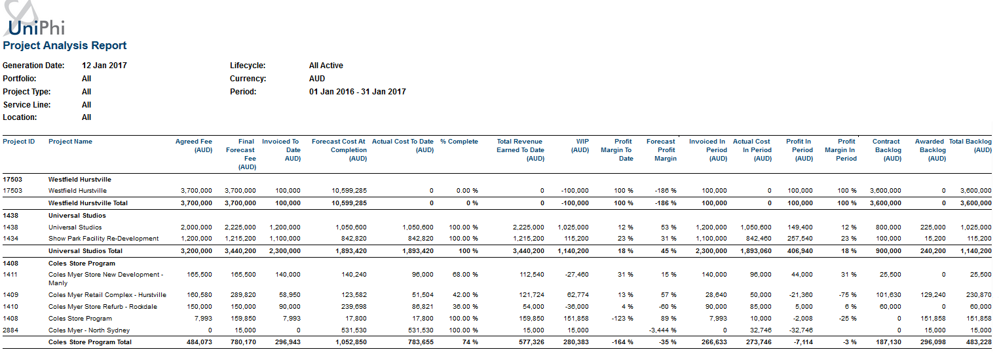 UniPhi
Project Analysis Report
Generation Date: 12 Jan 2017 Lifecycle: All Active
Portfolio: All Currency: AUD
Project Type: All Period: 01 Jan 2016 - 31 Jan 2017
Service Line: All
Location: All
Project ID Project Name Agreed Fee Final Invoiced To Forecast Cost At Actual Cost To Date % Complete Total Revenue WIP Profit Forecast Invoiced In Actual Cost Profit In Profit Contract Awarded Total Backlog
(AUD) Forecast Date Completion (AUD) Earned To Date (AUD) Margin To Profit Period In Period Period Margin In Backlog Backlog (AUD)
Fee AUD) (AUD) (AUD) Date Margin (AUD) (AUD) (AUD) Period (AUD) (AUD)
(AUD)
17503 Westfield Hurstville
17503 Westfield Hurstville 3,700,000 3,700,000 100,000 10,599,285 0 0.00 % 0 -100,000 100 % -186 % 100,000 0 100,000 100 % 3,600,000 0 3,600,000
Westfield Hurstville Total 3,700,000 3,700,000 100,000 10,599,285 0 0 % 0 -100,000 100 % -186 % 100,000 0 100,000 100 % 3,600,000 0 3,600,000
1438 Universal Studios
1438 Universal Studios 2,000,000 2,225,000 1,200,000 1,050,600 1,050,600 100.00 % 2,225,000 1,025,000 12 % 53 % 1,200,000 1,050,600 149,400 12 % 800,000 225,000 1,025,000
1434 Show Park Facility Re-Development 1,200,000 1,215,200 1,100,000 842,820 842,820 100.00 % 1,215,200 115,200 23 % 31 % 1,100,000 842,460 257,540 23 % 100,000 15,200 115,200
Universal Studios Total 3,200,000 3,440,200 2,300,000 1,893,420 1,893,420 100 % 3,440,200 1,140,200 18 % 45 % 2,300,000 1,893,060 406,940 18 % 900,000 240,200 1,140,200
1408 Coles Store Program
1411 Coles Myer Store New Development - 165,500 165,500 140,000 140,240 96,000 68.00 % 112,540 -27,460 31 % 15 % 140,000 96,000 44,000 31 % 25,500 0 25,500
Manly
1409 Coles Myer Retail Complex - Hurstville 160,580 289,820 58,950 123,582 51,504 42.00 % 121,724 62,774 13 % 57 % 28,640 50,000 -21,360 -75 % 101,630 129,240 230,870
1410 Coles Myer Store Refurb - Rockdale 150,000 150,000 90,000 239,698 86,821 36.00 % 54,000 -36,000 4 % -60 % 90,000 85,000 5,000 6 % 60,000 0 60,000
1408 Coles Store Program 7,993 159,850 7,993 17,800 17,800 100.00 % 159,850 151,858 -123 % 89 % 7,993 10,000 -2,008 -25 % 0 151,858 151,858
2884 Coles Myer - North Sydney 0 15,000 0 531,530 531,530 100.00 % 15,000 15,000 -3,444 % 0 32,746 -32,746 0 15,000 15,000
Coles Store Program Total 484,073 780,170 296,943 1,052,850 783,655 74 % 577,326 280,383 -164 % -35 % 266,633 273,746 -7,114 -3 % 187,130 296,098 483,228